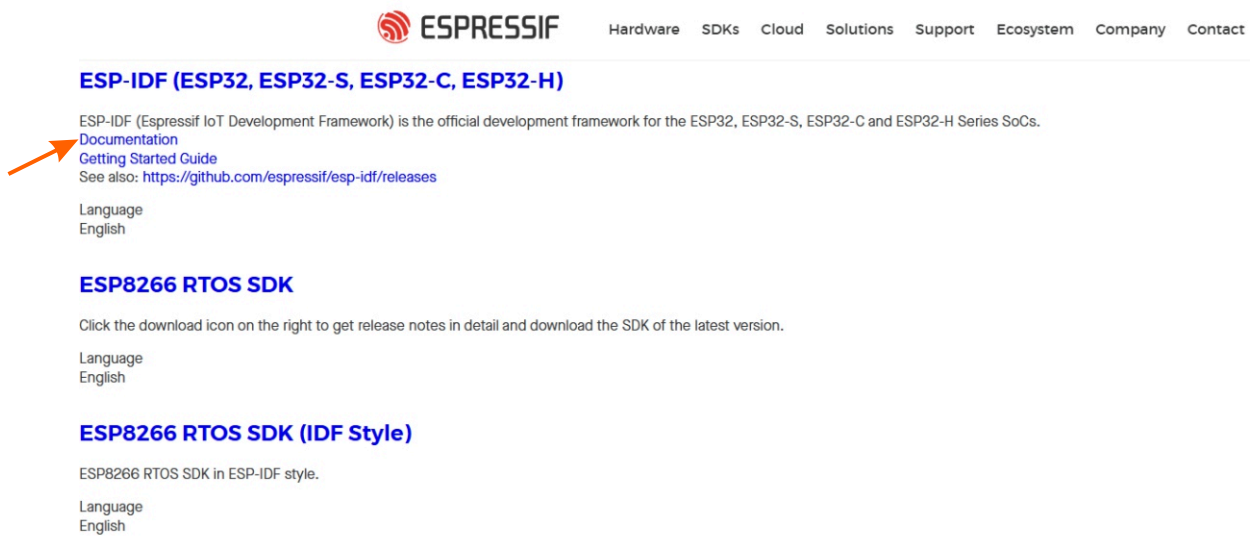 ESPRESSIF
Hardware SDKs Cloud Solutions Support Ecosystem Company Contact
ESP-IDF (ESP32, ESP32-S, ESP32-C, ESP32-H)
ESP-IDF (Espressif IoT Development Framework) is the official development framework for the ESP32, ESP32-S, ESP32-C and ESP32-H Series SoCs.
Documentation
Getting Started Guide
See also: https://github.com/espressif/esp-idf/releases
Language
English
ESP8266 RTOS SDK
Click the download icon on the right to get release notes in detail and download the SDK of the latest version.
Language
English
ESP8266 RTOS SDK (IDF Style)
ESP8266 RTOS SDK in ESP-IDF style.
Language
English